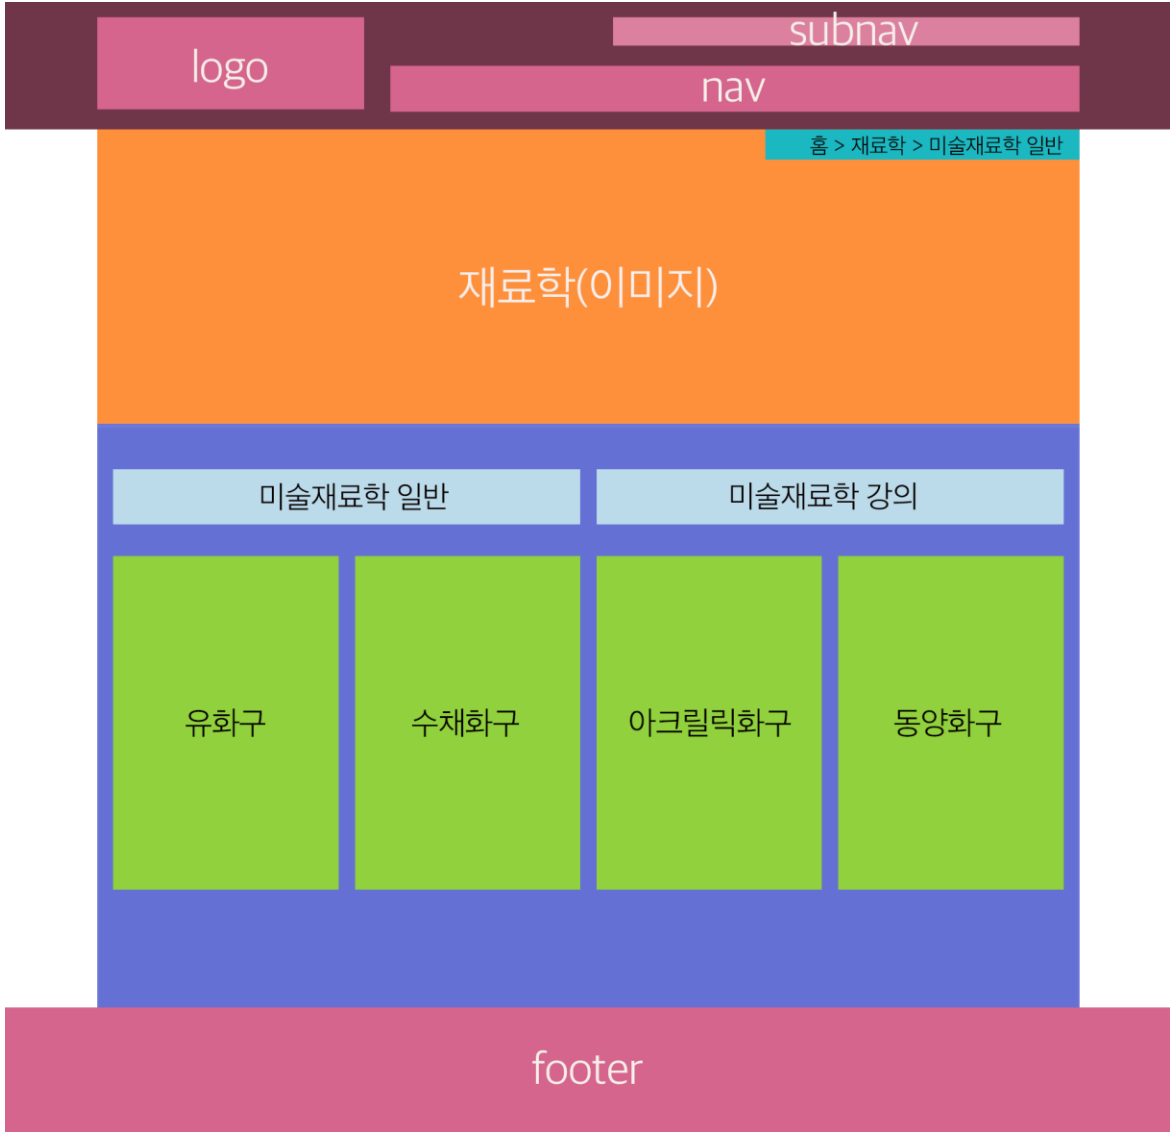 logo
subnav
nav
홈 > 재료학 > 미술재료학 일반
재료학(이미지)
미술재료학 일반
미술재료학 강의
유화구
수채화구
아크릴릭화구
동양화구
footer